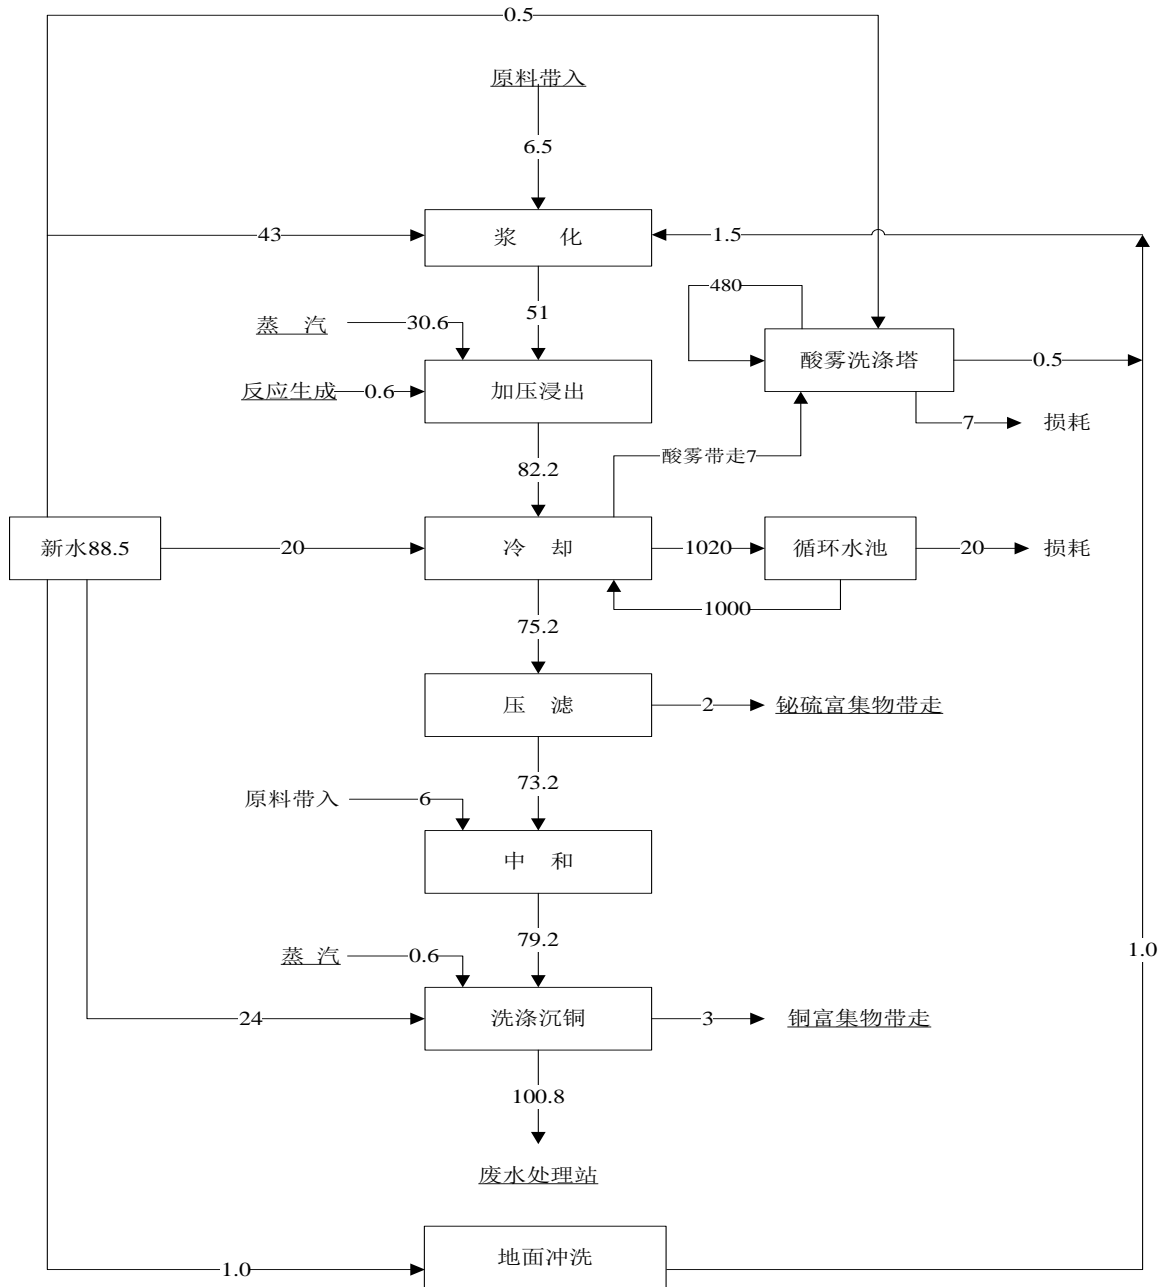 0.5
原料带入
6.5
43
浆 化
1.5
480
51
蒸 汽
30.6
酸雾洗涤塔
0.5
反应生成
0.6
加压浸出
7
损耗
82.2
酸雾带走7
新水88.5
20
冷 却
1020
循环水池
20
损耗
1000
75.2
压 滤
2
铋硫富集物带走
73.2
原料带入
6
中 和
79.2
蒸 汽
0.6
1.0
24
洗涤沉铜
3
铜富集物带走
100.8
废水处理站
地面冲洗
1.0